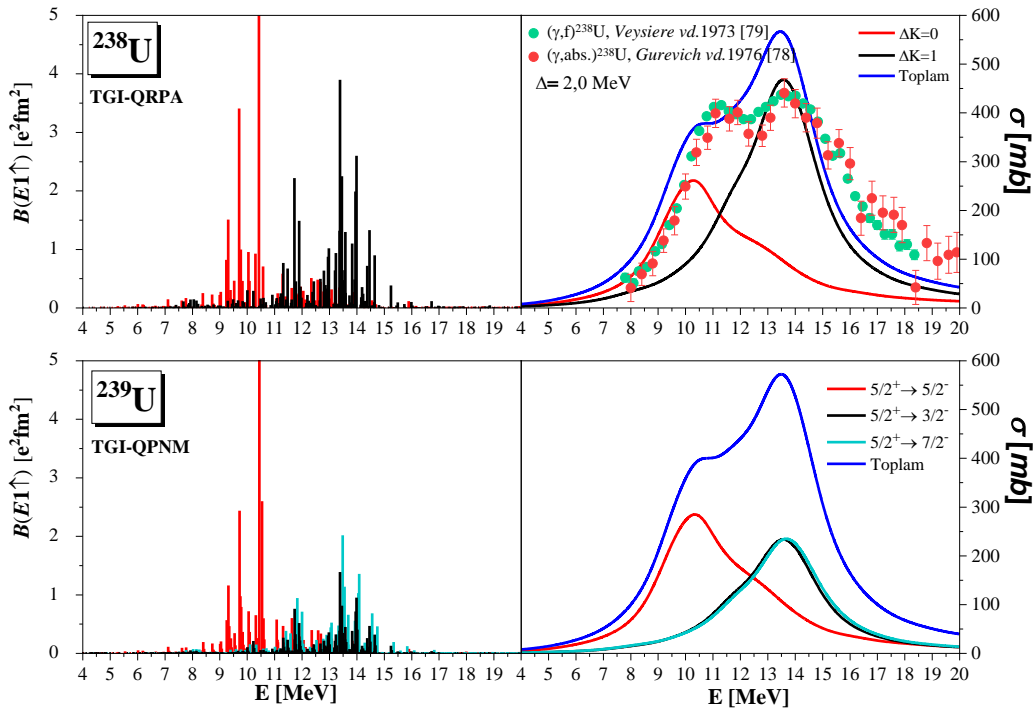 5
4
3
2
1
0
B(E1↑) [e²fm²]
²³⁸U
TGI-QRPA
4 5 6 7 8 9 10 11 12 13 14 15 16 17 18 19
(γ,f)²³⁸U, Veysiere vd.1973 [79]
(γ,abs.)²³⁸U, Gurevich vd.1976 [78]
Δ= 2,0 MeV
ΔK=0
ΔK=1
Toplam
600
500
400
300
200
100
0
σ [mb]
4 5 6 7 8 9 10 11 12 13 14 15 16 17 18 19 20
5
4
3
2
1
0
B(E1↑) [e²fm²]
²³⁹U
TGI-QPNM
4 5 6 7 8 9 10 11 12 13 14 15 16 17 18 19
E [MeV]
5/2⁺→ 5/2⁻
5/2⁺→ 3/2⁻
5/2⁺→ 7/2⁻
Toplam
600
500
400
300
200
100
0
σ [mb]
4 5 6 7 8 9 10 11 12 13 14 15 16 17 18 19 20
E [MeV]